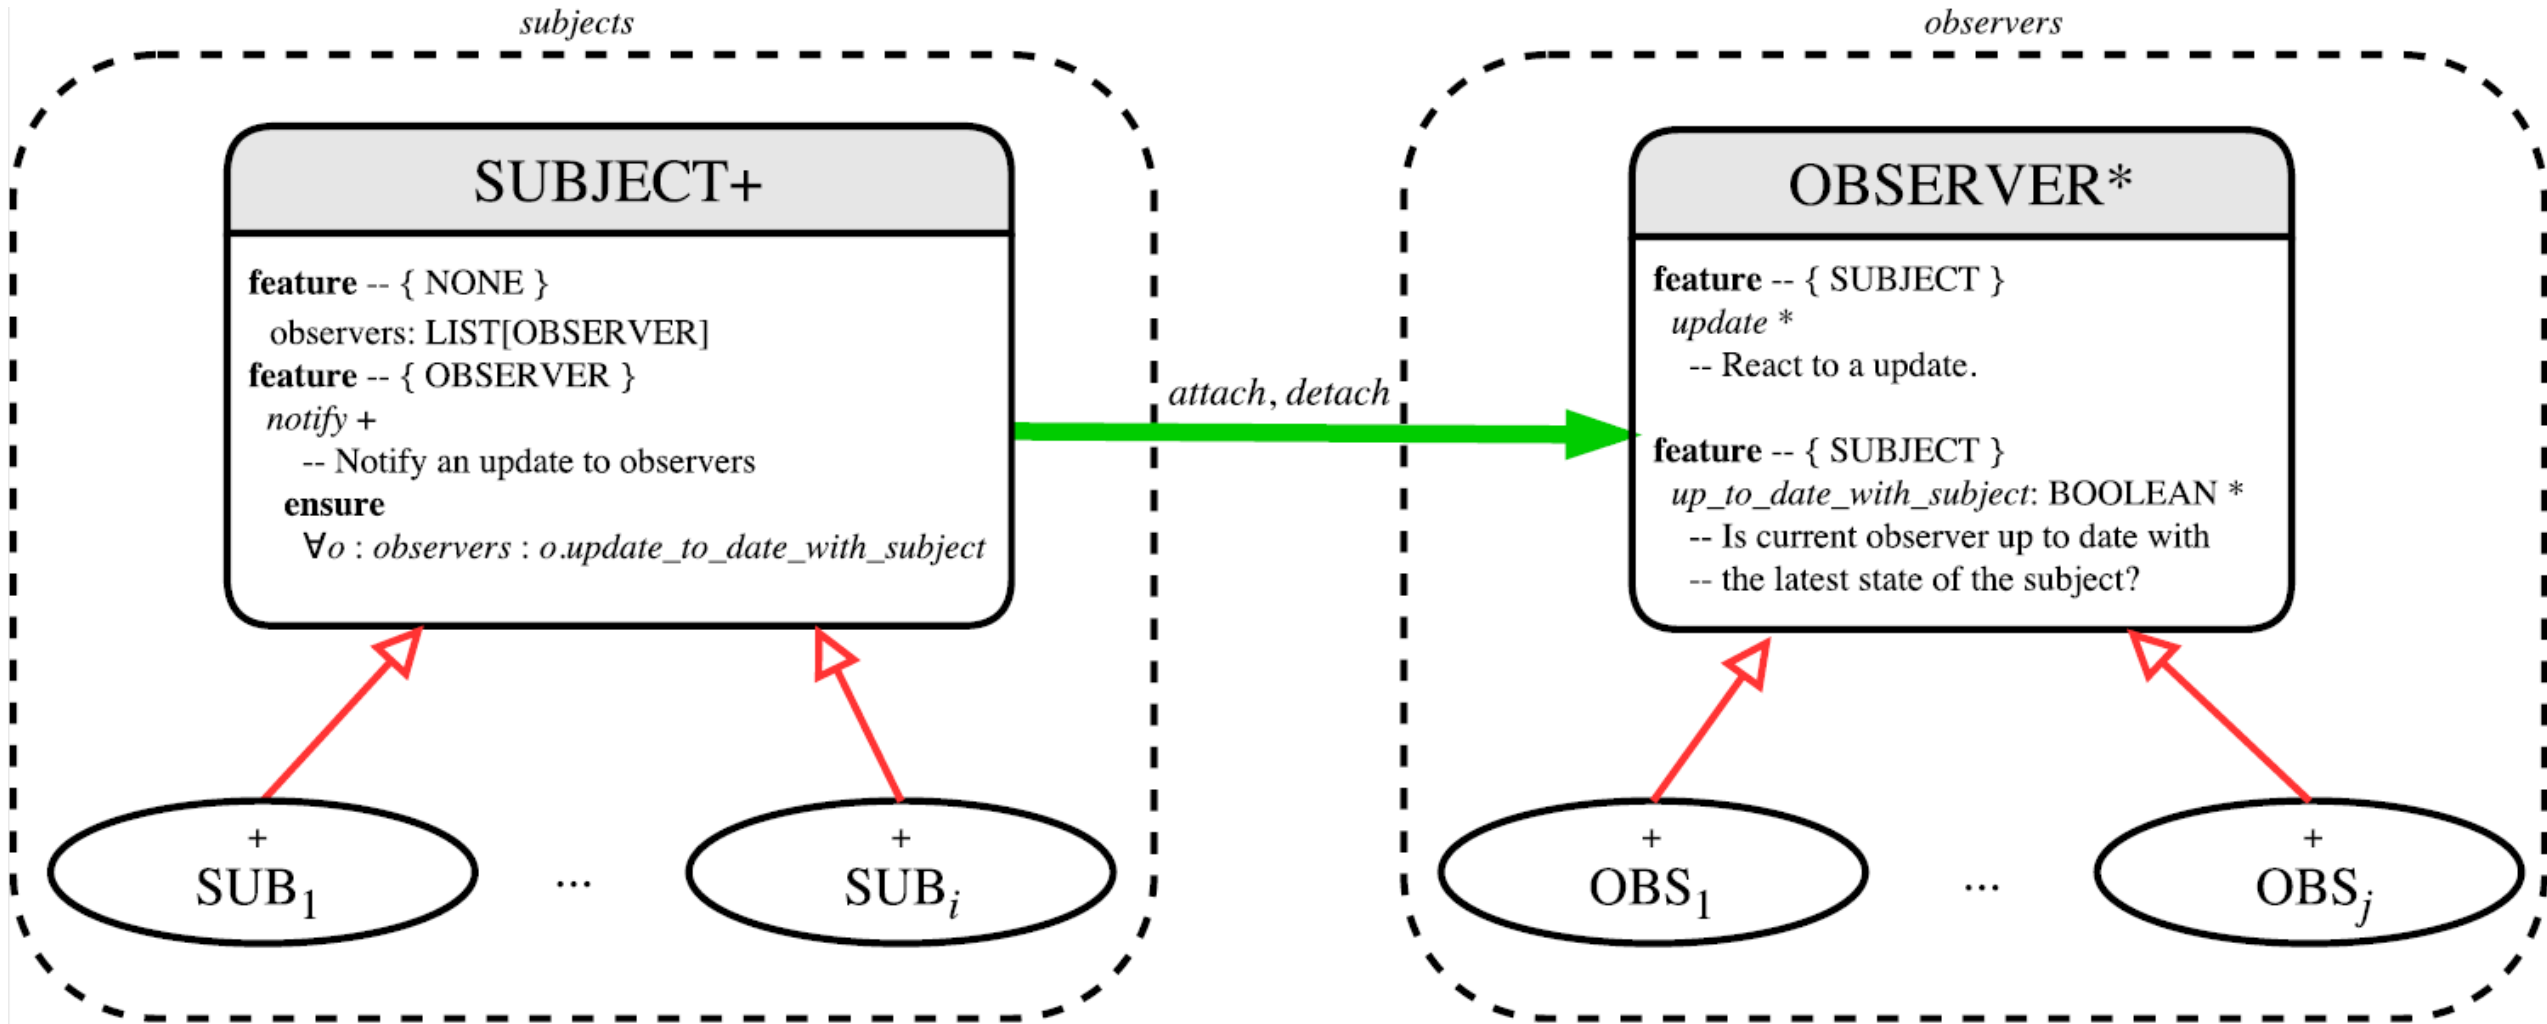 subjects
SUBJECT+
feature -- { NONE }
observers: LIST[OBSERVER]
feature -- { OBSERVER }
notify +
-- Notify an update to observers
ensure
∀o : observers : o.update_to_date_with_subject
+
SUB1
...
+
SUBi
attach, detach
observers
OBSERVER*
feature -- { SUBJECT }
update *
-- React to a update.
feature -- { SUBJECT }
up_to_date_with_subject: BOOLEAN *
-- Is current observer up to date with
-- the latest state of the subject?
+
OBS1
...
+
OBSj